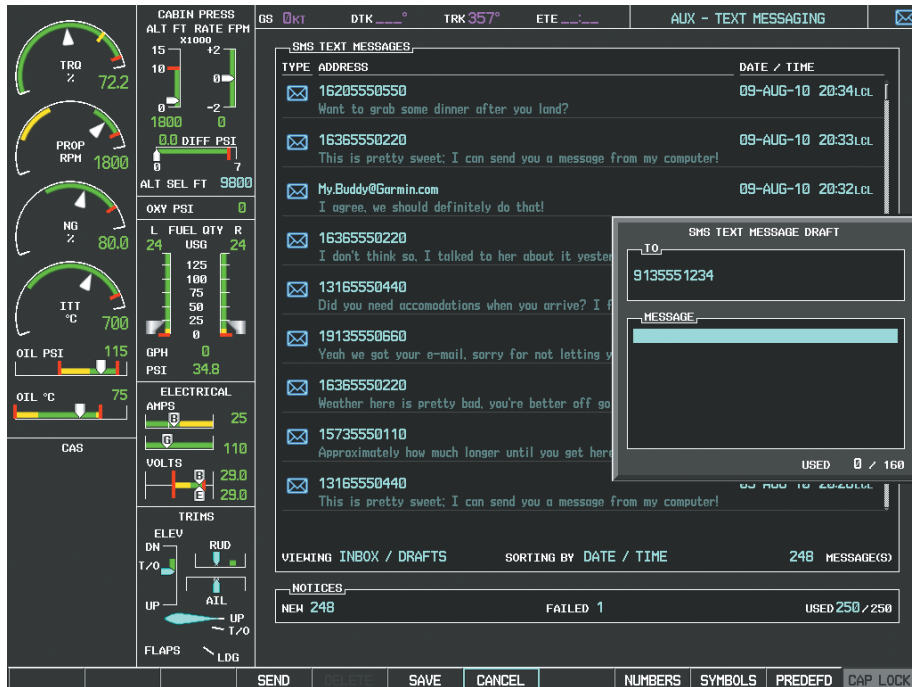 GS 0KT DTK ___° TRK 357° ETE __:__ AUX – TEXT MESSAGING
TRQ
%
72.2
PROP
RPM
1800
NG
%
80.0
ITT
°C
700
OIL PSI 115
OIL °C 75
CAS
CABIN PRESS
ALT FT RATE FPM
X1000
15 +2
10 0
0 -2
1800 0
0.0 DIFF PSI
0 7
ALT SEL FT 9800
OXY PSI 0
L FUEL QTY R
24 USG 24
125
100
75
50
25
0
GPH 0
PSI 34.8
ELECTRICAL
AMPS
B 25
G 110
VOLTS
B 29.0
E 29.0
TRIMS
ELEV
DN RUD
T/O
AIL
UP
UP
T/O
FLAPS LDG
SMS TEXT MESSAGES
TYPE ADDRESS DATE / TIME
16205550550 09-AUG-10 20:34LCL
Want to grab some dinner after you land?
16365550220 09-AUG-10 20:33LCL
This is pretty sweet; I can send you a message from my computer!
My.Buddy@Garmin.com 09-AUG-10 20:32LCL
I agree, we should definitely do that!
16365550220
I don't think so, I talked to her about it yester
13165550440
Did you need accomodations when you arrive? I f
19135550660
Yeah we got your e-mail, sorry for not letting y
16365550220
Weather here is pretty bad, you're better off go
15735550110
Approximately how much longer until you get here
13165550440
This is pretty sweet; I can send you a message from my computer!
VIEWING INBOX / DRAFTS SORTING BY DATE / TIME 248 MESSAGE(S)
NOTICES
NEW 248 FAILED 1 USED 250/250
SMS TEXT MESSAGE DRAFT
TO
9135551234
MESSAGE
USED 0 / 160
SEND DELETE SAVE CANCEL NUMBERS SYMBOLS PREDEFD CAP LOCK